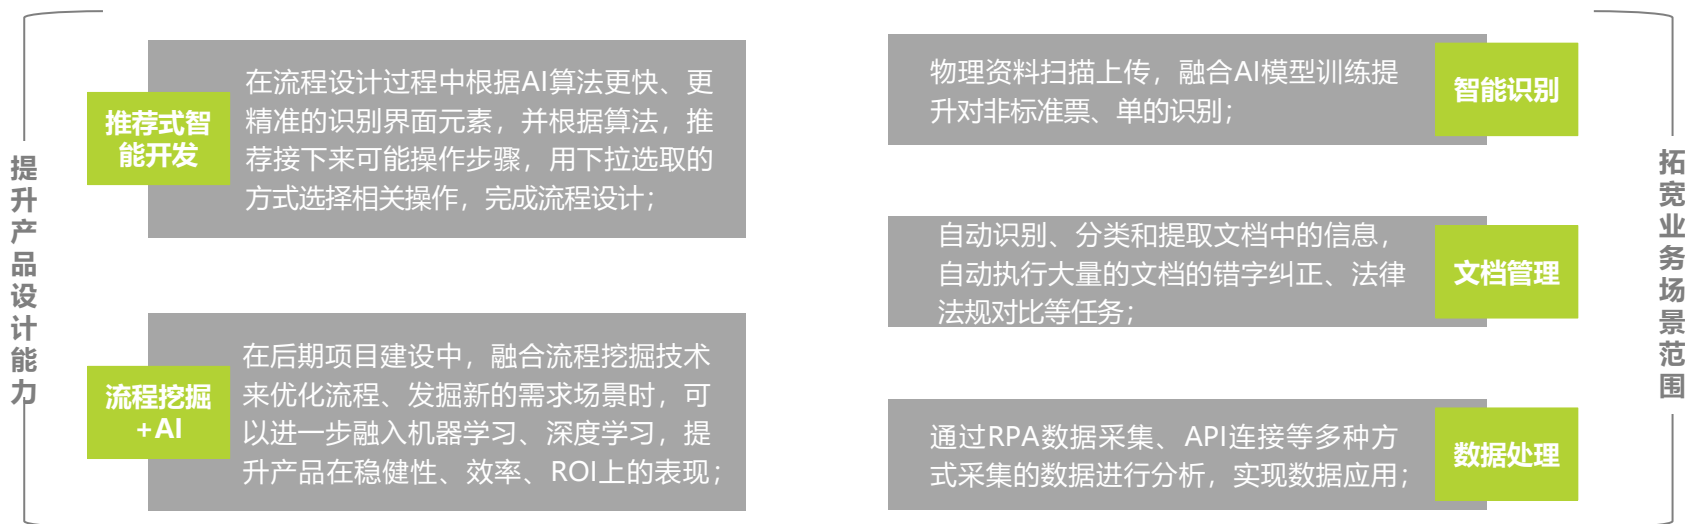 提升产品设计能力
推荐式智
能开发
在流程设计过程中根据AI算法更快、更
精准的识别界面元素，并根据算法，推
荐接下来可能操作步骤，用下拉选取的
方式选择相关操作，完成流程设计；
流程挖掘
+AI
在后期项目建设中，融合流程挖掘技术
来优化流程、发掘新的需求场景时，可
以进一步融入机器学习、深度学习，提
升产品在稳健性、效率、ROI上的表现；
物理资料扫描上传，融合AI模型训练提
升对非标准票、单的识别；
智能识别
自动识别、分类和提取文档中的信息，
自动执行大量的文档的错字纠正、法律
法规对比等任务；
文档管理
通过RPA数据采集、API连接等多种方
式采集的数据进行分析，实现数据应用；
数据处理
拓宽业务场景范围